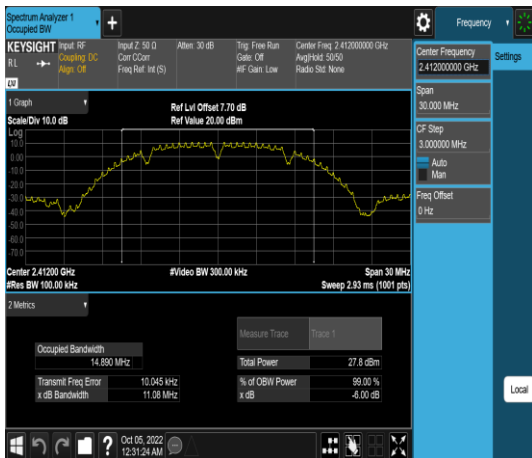 Spectrum Analyzer 1
Occupied BW
+
Frequency
Settings
KEYSIGHT
RL
Input: RF
Coupling: DC
Align: Off
Input Z: 50 Ω
Corr CCorr
Freq Ref: Int (S)
Atten: 30 dB
Trig: Free Run
Gate: Off
#IF Gain: Low
Center Freq: 2.412000000 GHz
Avg|Hold: 50/50
Radio Std: None
LXI
Center Frequency
2.412000000 GHz
Span
30.000 MHz
CF Step
3.000000 MHz
Auto
Man
Freq Offset
0 Hz
Local
1 Graph
Scale/Div 10.0 dB
Ref Lvl Offset 7.70 dB
Ref Value 20.00 dBm
Log
10.0
0.00
-10.0
-20.0
-30.0
-40.0
-50.0
-60.0
-70.0
Center 2.41200 GHz
#Res BW 100.00 kHz
#Video BW 300.00 kHz
Span 30 MHz
Sweep 2.93 ms (1001 pts)
2 Metrics
Measure Trace
Trace 1
Occupied Bandwidth
14.890 MHz
Total Power
27.8 dBm
Transmit Freq Error
10.045 kHz
% of OBW Power
99.00 %
x dB Bandwidth
11.08 MHz
x dB
-6.00 dB
?
Oct 05, 2022
12:31:24 AM